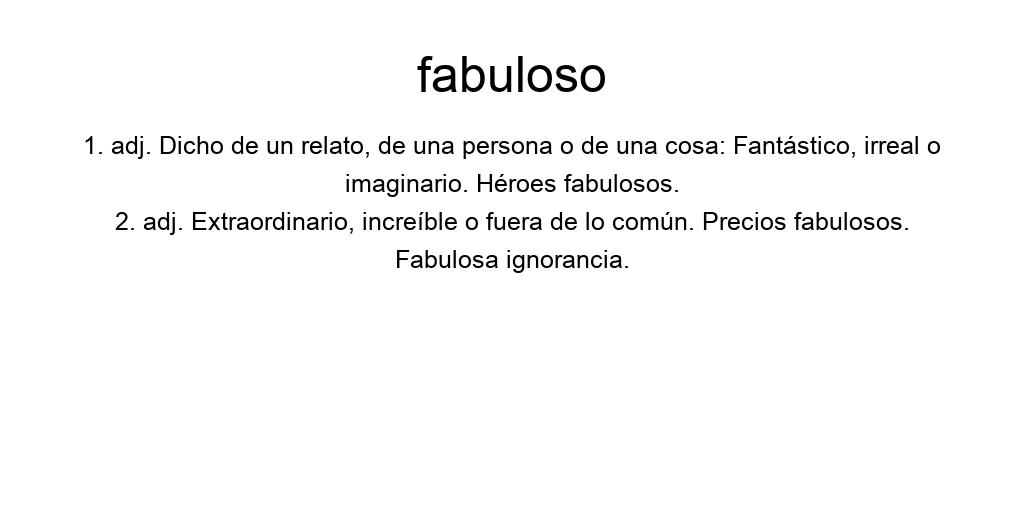 fabuloso
1. adj. Dicho de un relato, de una persona o de una cosa: Fantástico, irreal o
imaginario. Héroes fabulosos.
2. adj. Extraordinario, increíble o fuera de lo común. Precios fabulosos.
Fabulosa ignorancia.